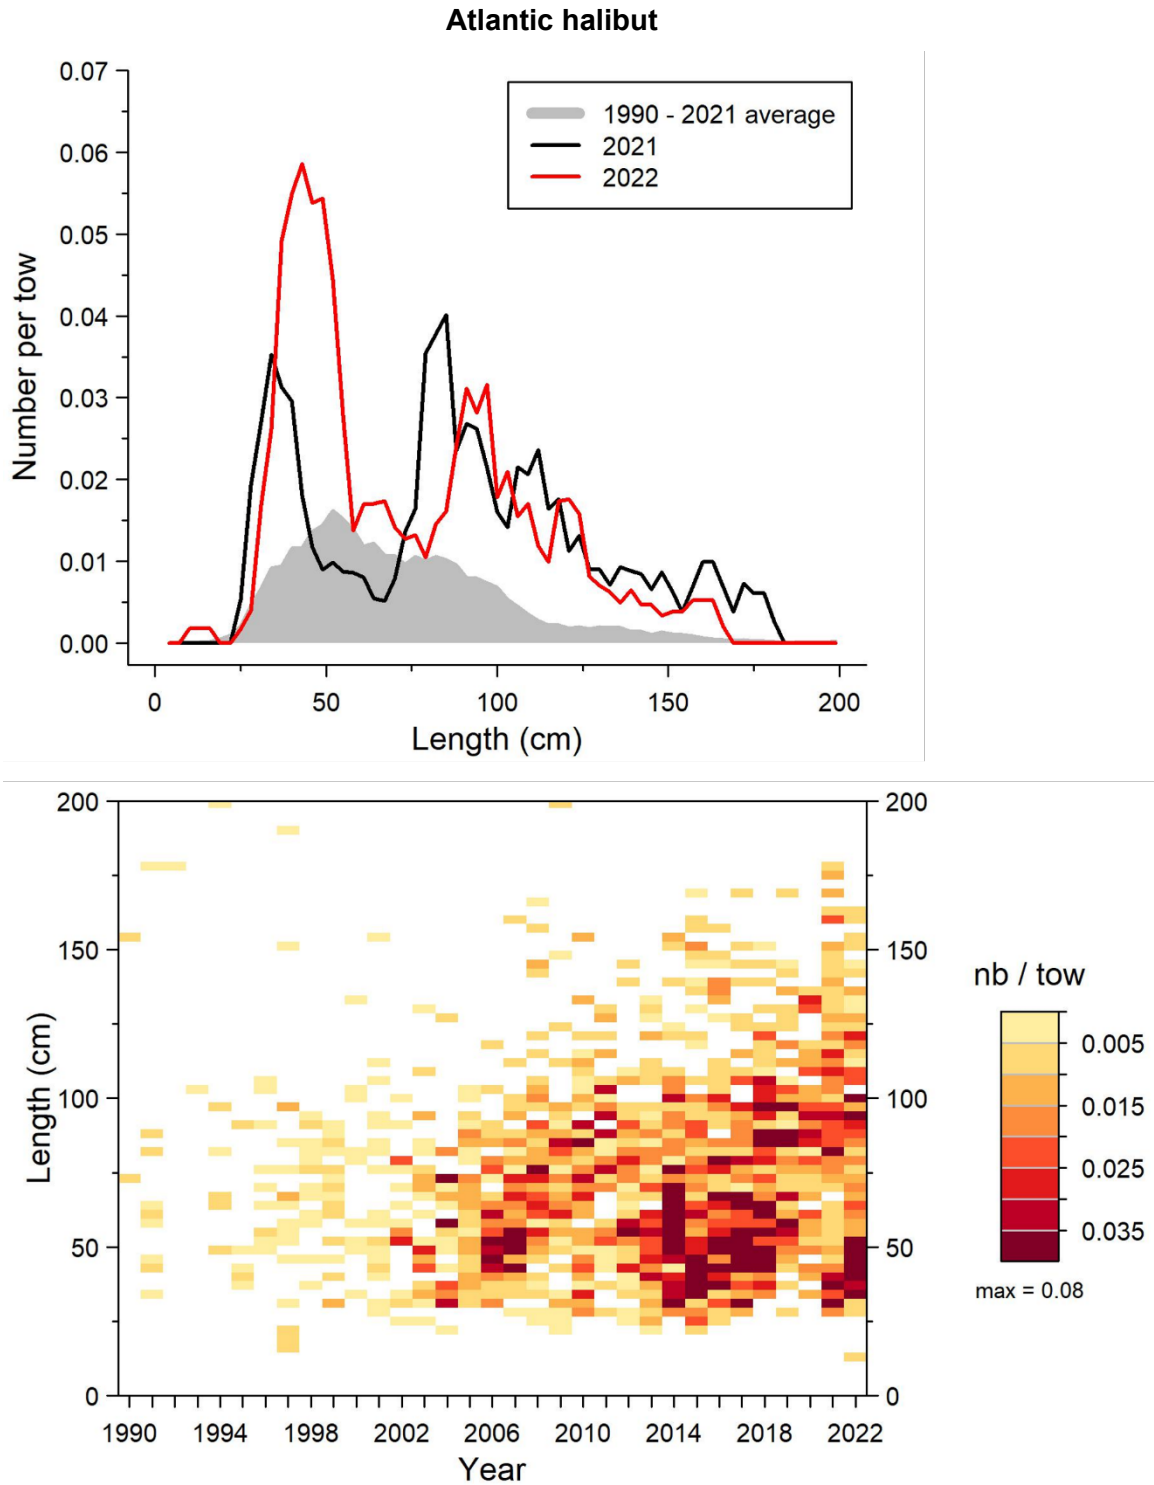 Atlantic halibut
0.07
0.06
0.05
0.04
0.03
0.02
0.01
0.00
Number per tow
1990 - 2021 average
2021
2022
0 50 100 150 200
Length (cm)
200
150
100
50
0
Length (cm)
200
150
100
50
0
1990 1994 1998 2002 2006 2010 2014 2018 2022
Year
nb / tow
0.005
0.015
0.025
0.035
max = 0.08